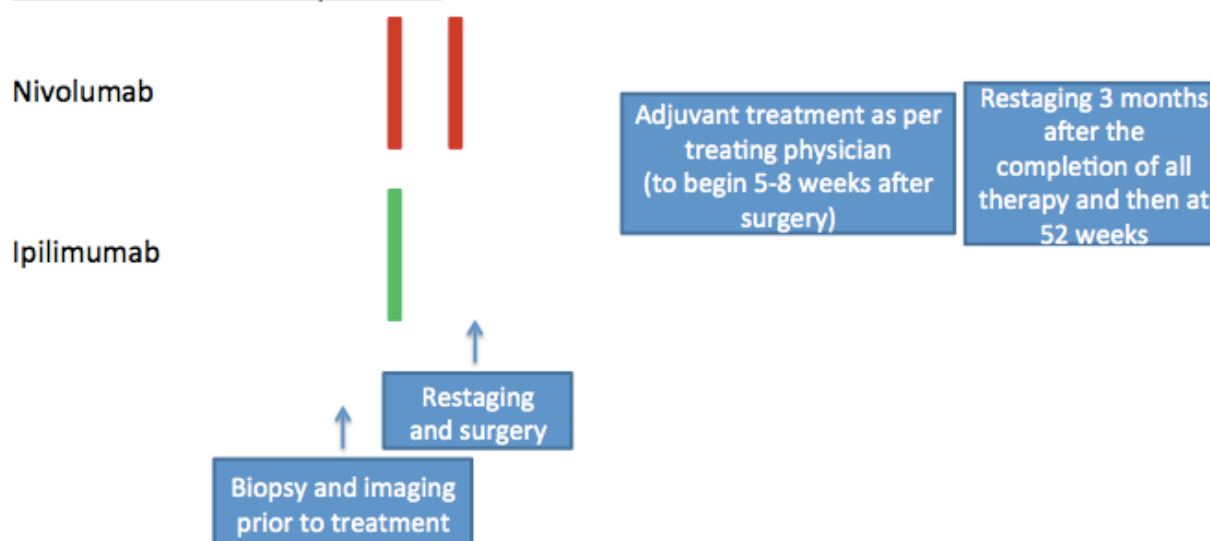 Nivolumab
Ipilimumab
Adjuvant treatment as per
treating physician
(to begin 5-8 weeks after
surgery)
Restaging 3 months
after the
completion of all
therapy and then at
52 weeks
Restaging
and surgery
Biopsy and imaging
prior to treatment